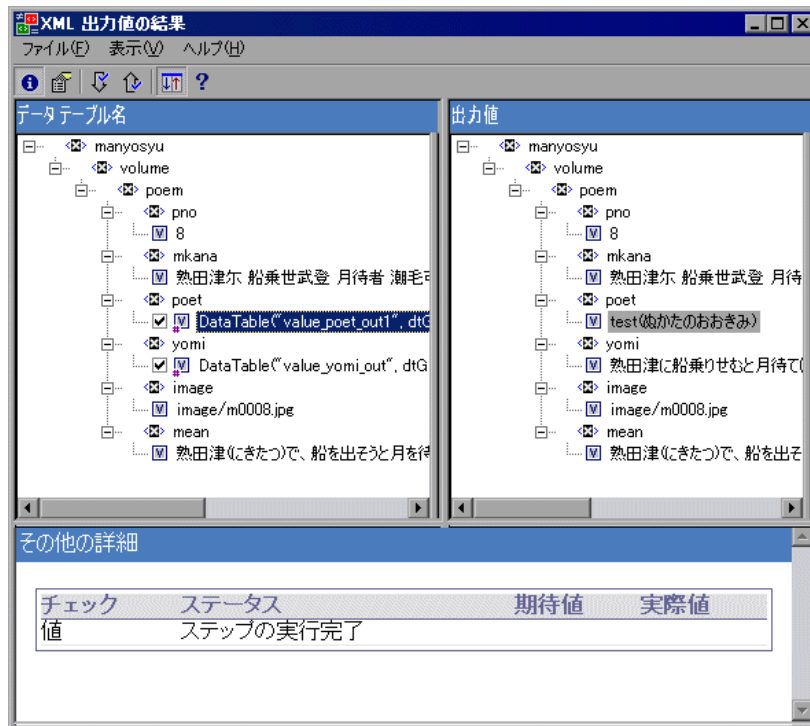 XML 出力値の結果
ファイル(F) 表示(V) ヘルプ(H)
データ テーブル名
manyosyu
volume
poem
pno
8
mkana
熟田津尓 船乗世武登 月待者 潮毛
poet
DataTable("value_poet_out1", dtG
yomi
DataTable("value_yomi_out", dtG
image
image/m0008.jpg
mean
熟田津(にきたつ)で、船を出そうと月を待
出力値
manyosyu
volume
poem
pno
8
mkana
熟田津尓 船乗世武登 月待
poet
test(ぬかたのおおきみ)
yomi
熟田津に船乗りせむと月待て
image
image/m0008.jpg
mean
熟田津(にきたつ)で、船を出そ
その他の詳細
チェック ステータス 期待値 実際値
値 ステップの実行完了